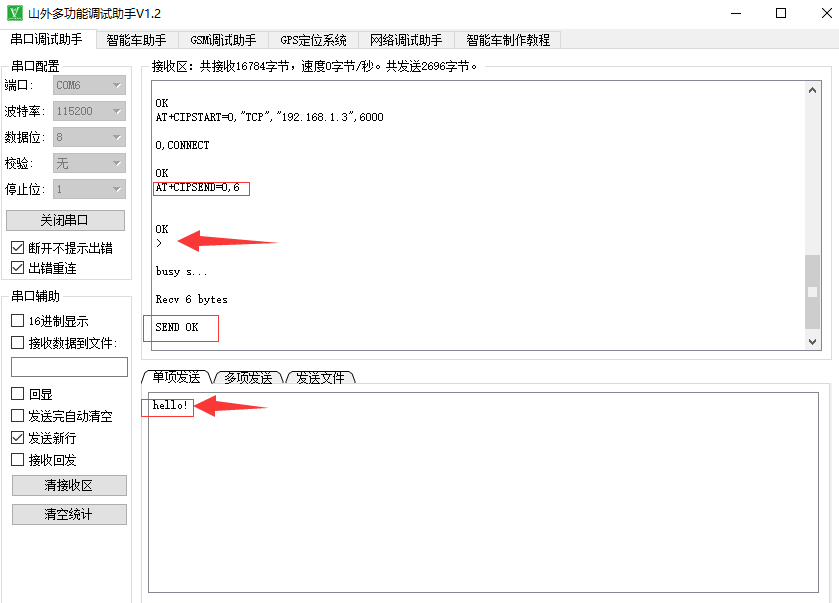 山外多功能调试助手V1.2
串口调试助手
智能车助手
GSM调试助手
GPS定位系统
网络调试助手
智能车制作教程
串口配置
端口:
COM6
波特率:
115200
数据位:
8
校验:
无
停止位:
1
关闭串口
断开不提示出错
出错重连
串口辅助
16进制显示
接收数据到文件:
回显
发送完自动清空
发送新行
接收回发
清接收区
清空统计
接收区: 共接收16784字节, 速度0字节/秒。共发送2696字节。
OK
AT+CIPSTART=0,"TCP","192.168.1.3",6000
0,CONNECT
OK
AT+CIPSEND=0,6
OK
>
busy s...
Recv 6 bytes
SEND OK
单项发送
多项发送
发送文件
hello!